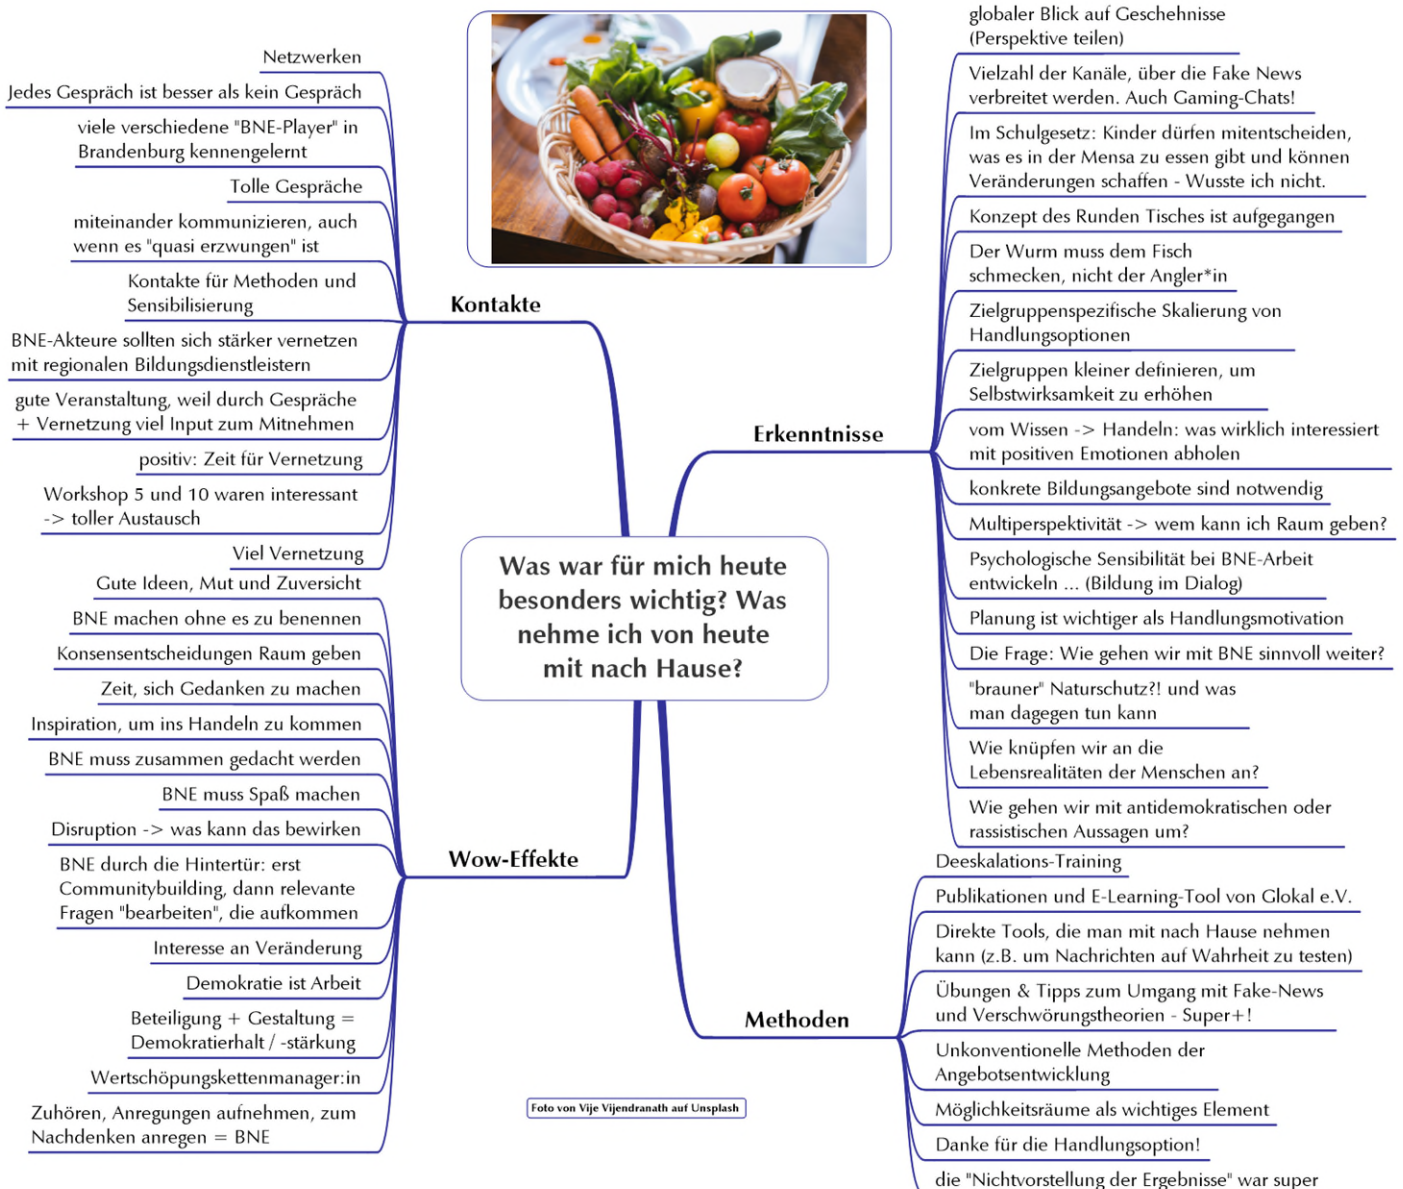 Was war für mich heute
besonders wichtig? Was
nehme ich von heute
mit nach Hause?
Kontakte
Netzwerken
Jedes Gespräch ist besser als kein Gespräch
viele verschiedene "BNE-Player" in
Brandenburg kennengelernt
Tolle Gespräche
miteinander kommunizieren, auch
wenn es "quasi erzwungen" ist
Kontakte für Methoden und
Sensibilisierung
BNE-Akteure sollten sich stärker vernetzen
mit regionalen Bildungsdienstleistern
gute Veranstaltung, weil durch Gespräche
+ Vernetzung viel Input zum Mitnehmen
positiv: Zeit für Vernetzung
Workshop 5 und 10 waren interessant
-> toller Austausch
Viel Vernetzung
Wow-Effekte
Gute Ideen, Mut und Zuversicht
BNE machen ohne es zu benennen
Konsensentscheidungen Raum geben
Zeit, sich Gedanken zu machen
Inspiration, um ins Handeln zu kommen
BNE muss zusammen gedacht werden
BNE muss Spaß machen
Disruption -> was kann das bewirken
BNE durch die Hintertür: erst
Communitybuilding, dann relevante
Fragen "bearbeiten", die aufkommen
Interesse an Veränderung
Demokratie ist Arbeit
Beteiligung + Gestaltung =
Demokratierhalt / -stärkung
Wertschöpungskettenmanager:in
Zuhören, Anregungen aufnehmen, zum
Nachdenken anregen = BNE
Erkenntnisse
globaler Blick auf Geschehnisse
(Perspektive teilen)
Vielzahl der Kanäle, über die Fake News
verbreitet werden. Auch Gaming-Chats!
Im Schulgesetz: Kinder dürfen mitentscheiden,
was es in der Mensa zu essen gibt und können
Veränderungen schaffen - Wusste ich nicht.
Konzept des Runden Tisches ist aufgegangen
Der Wurm muss dem Fisch
schmecken, nicht der Angler*in
Zielgruppenspezifische Skalierung von
Handlungsoptionen
Zielgruppen kleiner definieren, um
Selbstwirksamkeit zu erhöhen
vom Wissen -> Handeln: was wirklich interessiert
mit positiven Emotionen abholen
konkrete Bildungsangebote sind notwendig
Multiperspektivität -> wem kann ich Raum geben?
Psychologische Sensibilität bei BNE-Arbeit
entwickeln ... (Bildung im Dialog)
Planung ist wichtiger als Handlungsmotivation
Die Frage: Wie gehen wir mit BNE sinnvoll weiter?
"brauner" Naturschutz?! und was
man dagegen tun kann
Wie knüpfen wir an die
Lebensrealitäten der Menschen an?
Wie gehen wir mit antidemokratischen oder
rassistischen Aussagen um?
Methoden
Deeskalations-Training
Publikationen und E-Learning-Tool von Glokal e.V.
Direkte Tools, die man mit nach Hause nehmen
kann (z.B. um Nachrichten auf Wahrheit zu testen)
Übungen & Tipps zum Umgang mit Fake-News
und Verschwörungstheorien - Super+!
Unkonventionelle Methoden der
Angebotsentwicklung
Möglichkeitsräume als wichtiges Element
Danke für die Handlungsoption!
die "Nichtvorstellung der Ergebnisse" war super
Foto von Vije Vijendranath auf Unsplash